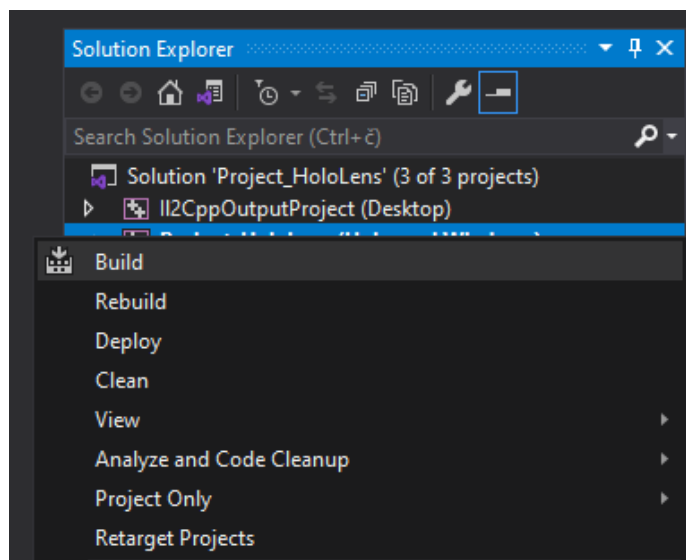 Solution Explorer
Search Solution Explorer (Ctrl+č)
Solution 'Project_HoloLens' (3 of 3 projects)
Il2CppOutputProject (Desktop)
Build
Rebuild
Deploy
Clean
View
Analyze and Code Cleanup
Project Only
Retarget Projects